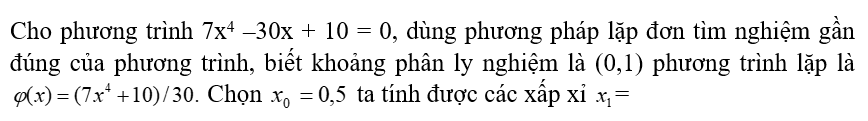 Cho phương trình 7x⁴ –30x + 10 = 0, dùng phương pháp lặp đơn tìm nghiệm gần
đúng của phương trình, biết khoảng phân ly nghiệm là (0,1) phương trình lặp là
φ(x) = (7x⁴ +10)/30. Chọn x₀ = 0,5 ta tính được các xấp xỉ x₁=